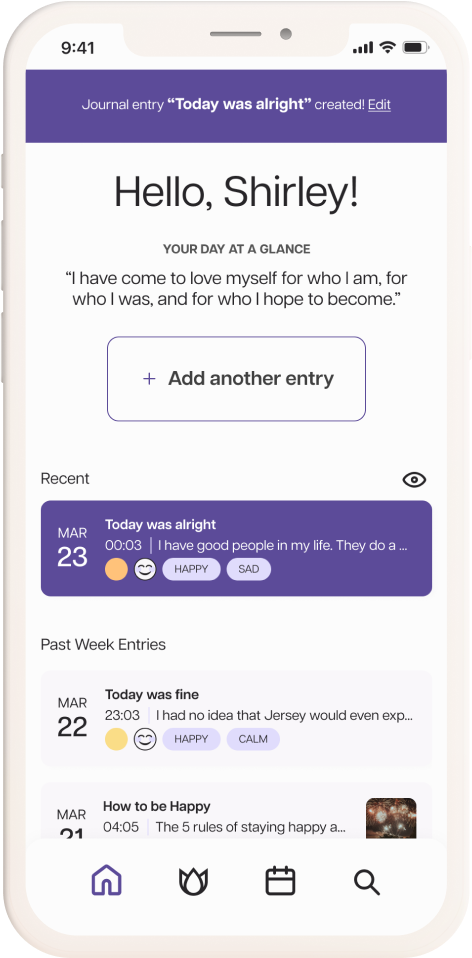 9:41
Journal entry “Today was alright” created! Edit
Hello, Shirley!
YOUR DAY AT A GLANCE
“I have come to love myself for who I am, for
who I was, and for who I hope to become.”
+ Add another entry
Recent
MAR
23
Today was alright
00:03 | I have good people in my life. They do a ...
HAPPY SAD
Past Week Entries
MAR
22
Today was fine
23:03 | I had no idea that Jersey would even exp...
HAPPY CALM
MAR
21
How to be Happy
04:05 | The 5 rules of staying happy a...